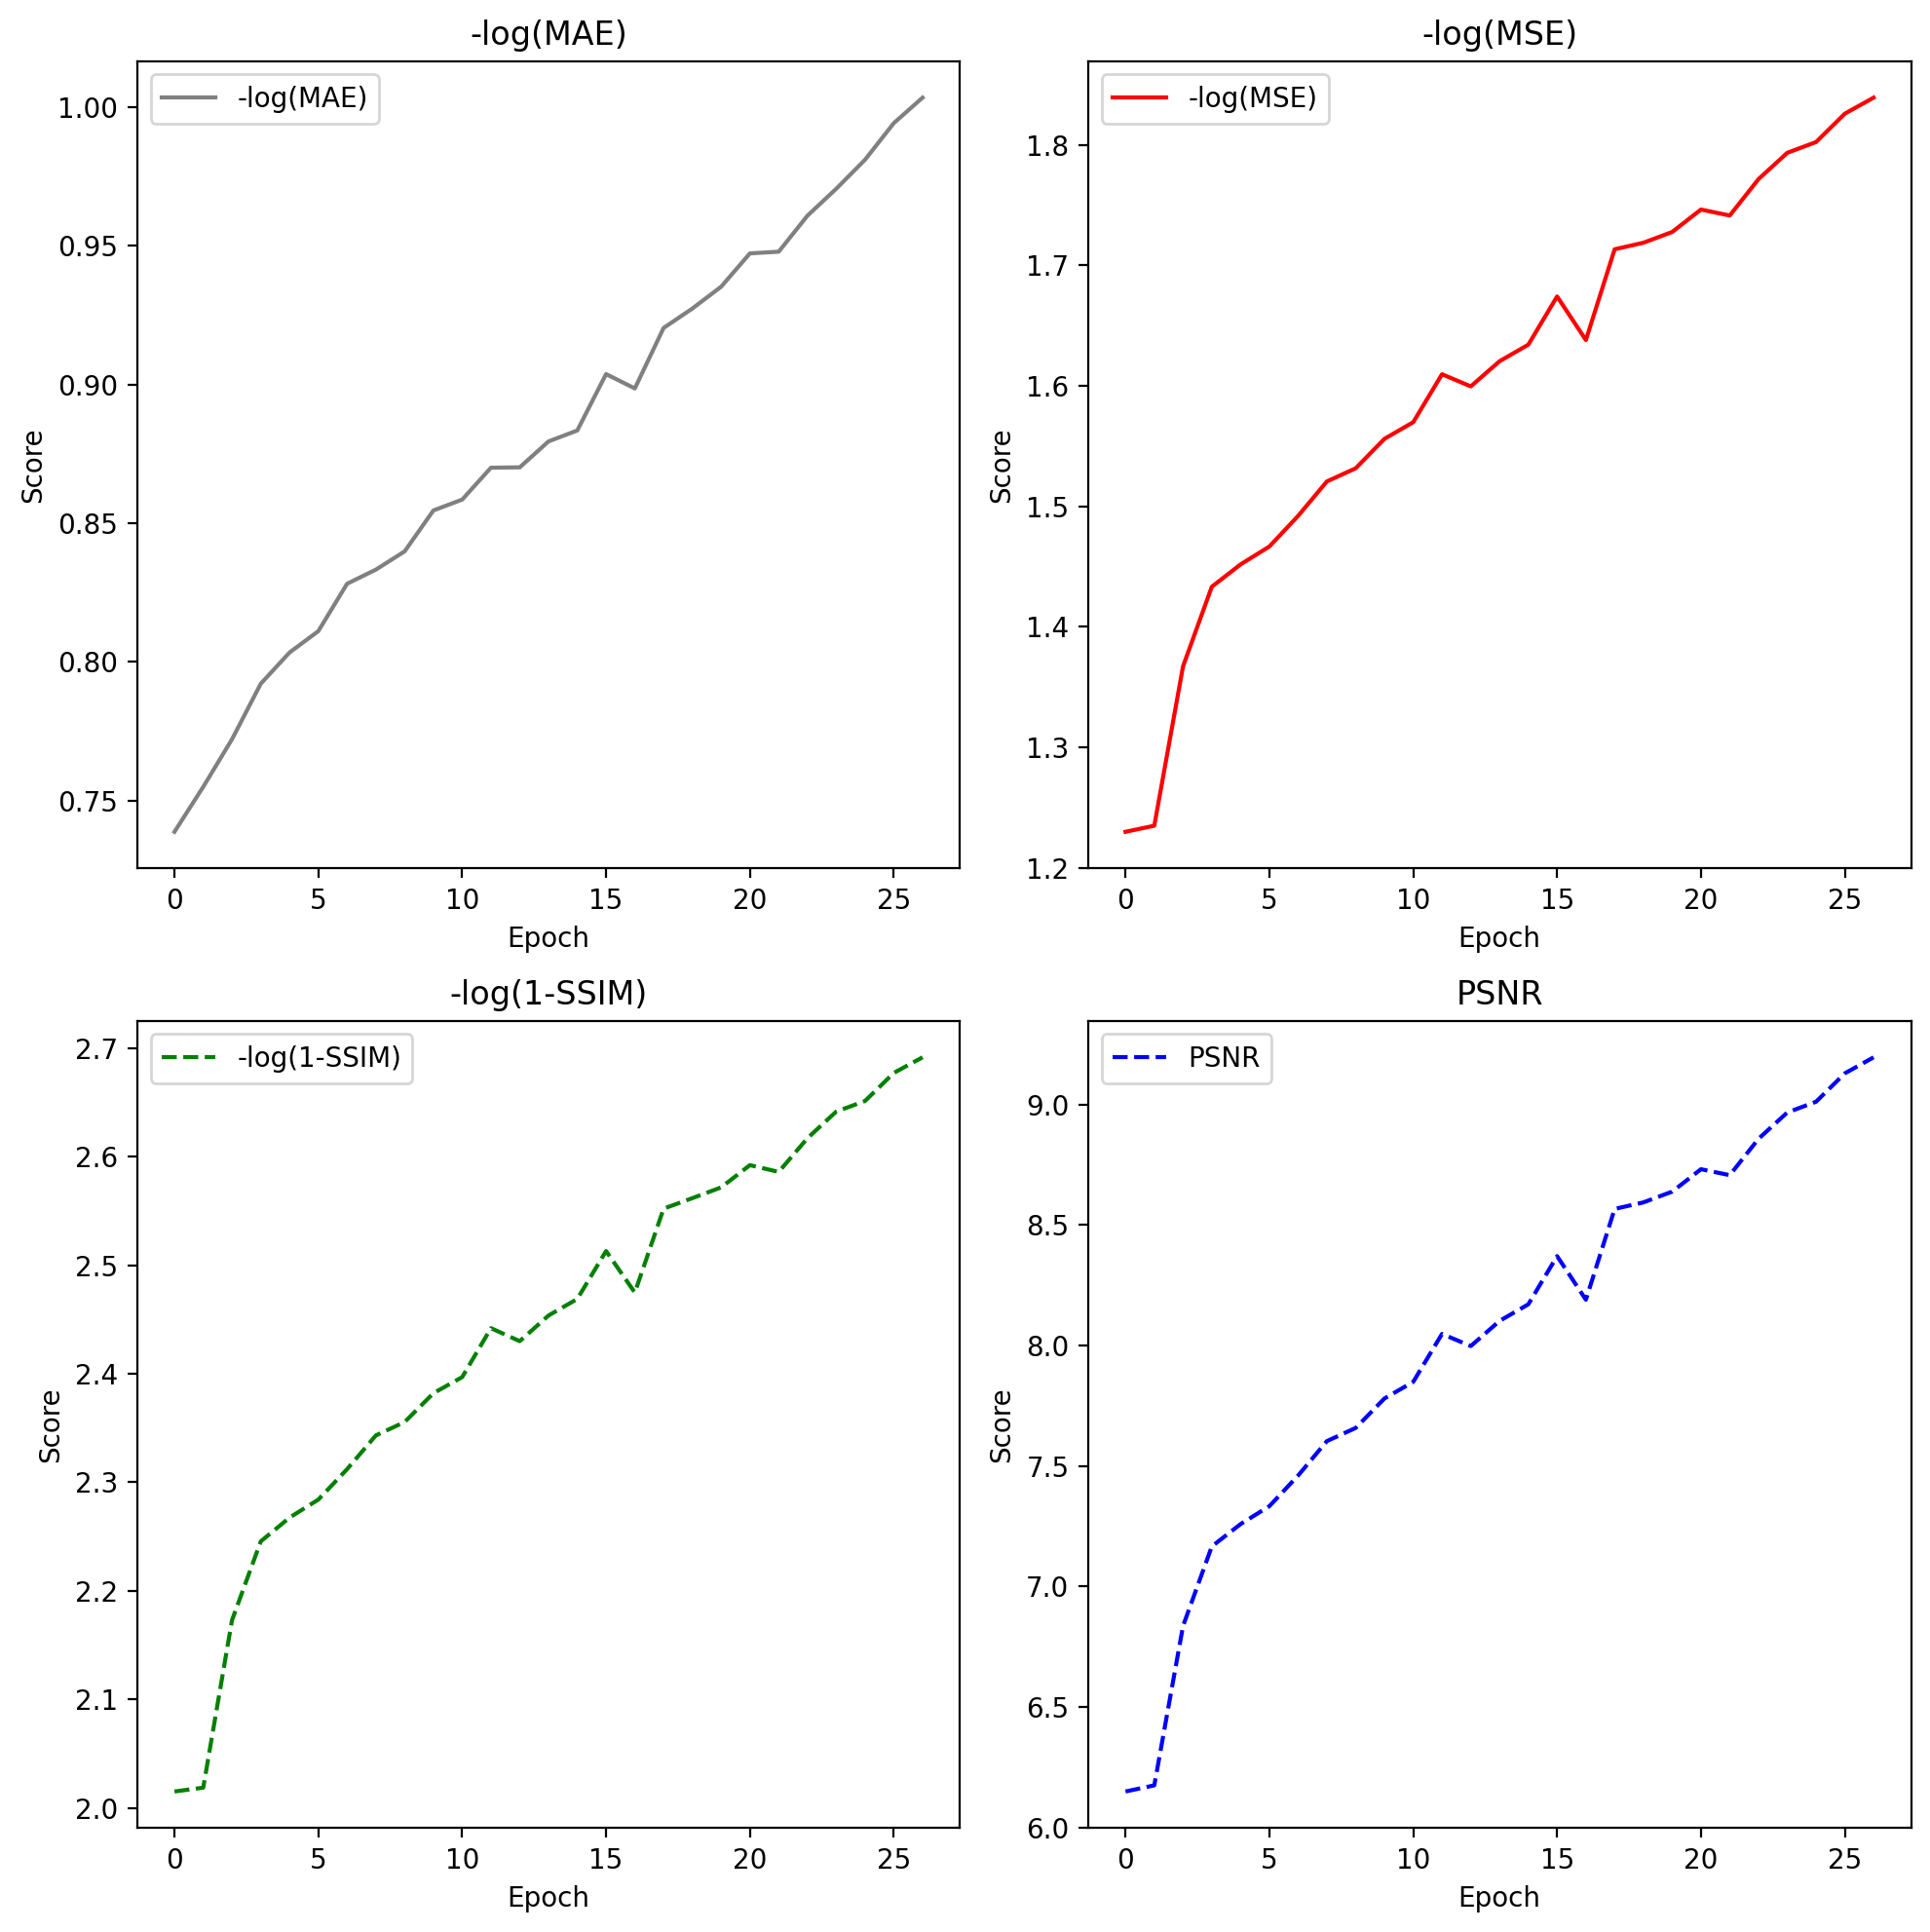 -log(MAE)
-log(MAE)
1.00
0.95
0.90
0.85
0.80
0.75
Score
0 5 10 15 20 25
Epoch
-log(MSE)
-log(MSE)
1.8
1.7
1.6
1.5
1.4
1.3
1.2
Score
0 5 10 15 20 25
Epoch
-log(1-SSIM)
-log(1-SSIM)
2.7
2.6
2.5
2.4
2.3
2.2
2.1
2.0
Score
0 5 10 15 20 25
Epoch
PSNR
PSNR
9.0
8.5
8.0
7.5
7.0
6.5
6.0
Score
0 5 10 15 20 25
Epoch